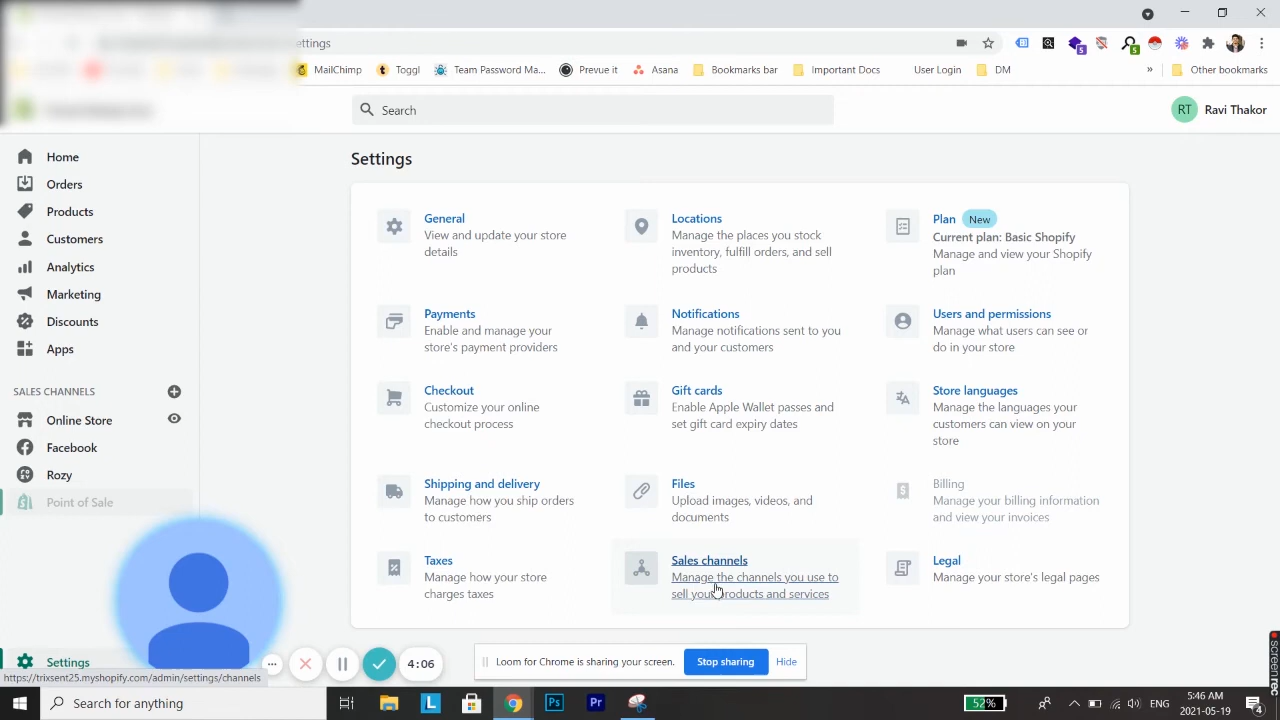 ettings
5
5
MailChimp
Toggl
Team Password Ma...
Prevue it
Asana
Bookmarks bar
Important Docs
User Login
DM
»
Other bookmarks
Search
RT
Ravi Thakor
Home
Orders
Products
Customers
Analytics
Marketing
Discounts
Apps
SALES CHANNELS
Online Store
Facebook
Rozy
Point of Sale
Settings
Settings
General
View and update your store
details
Locations
Manage the places you stock
inventory, fulfill orders, and sell
products
Plan New
Current plan: Basic Shopify
Manage and view your Shopify
plan
Payments
Enable and manage your
store's payment providers
Notifications
Manage notifications sent to you
and your customers
Users and permissions
Manage what users can see or
do in your store
Checkout
Customize your online
checkout process
Gift cards
Enable Apple Wallet passes and
set gift card expiry dates
Store languages
Manage the languages your
customers can view on your
store
Shipping and delivery
Manage how you ship orders
to customers
Files
Upload images, videos, and
documents
Billing
Manage your billing information
and view your invoices
Taxes
Manage how your store
charges taxes
Sales channels
Manage the channels you use to
sell your products and services
Legal
Manage your store's legal pages
4:06
Loom for Chrome is sharing your screen.
Stop sharing
Hide
https://trixsent25.myshopify.com/admin/settings/channels
screenrec
Search for anything
L
Ps
Pr
52%
ENG
5:46 AM
2021-05-19
4